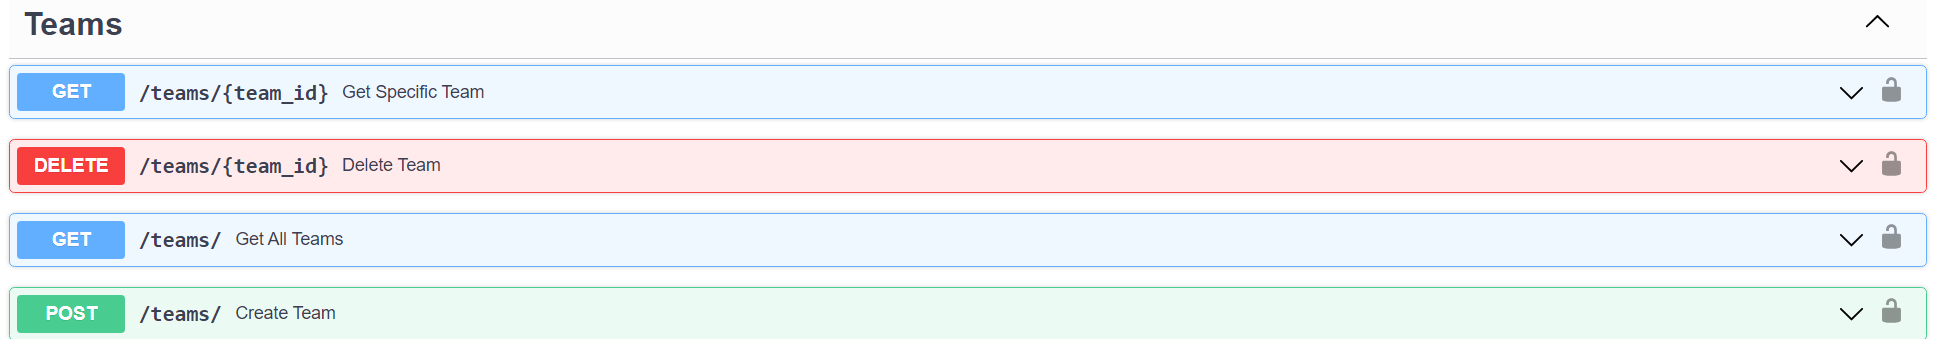 Teams
GET /teams/{team_id} Get Specific Team
DELETE /teams/{team_id} Delete Team
GET /teams/ Get All Teams
POST /teams/ Create Team